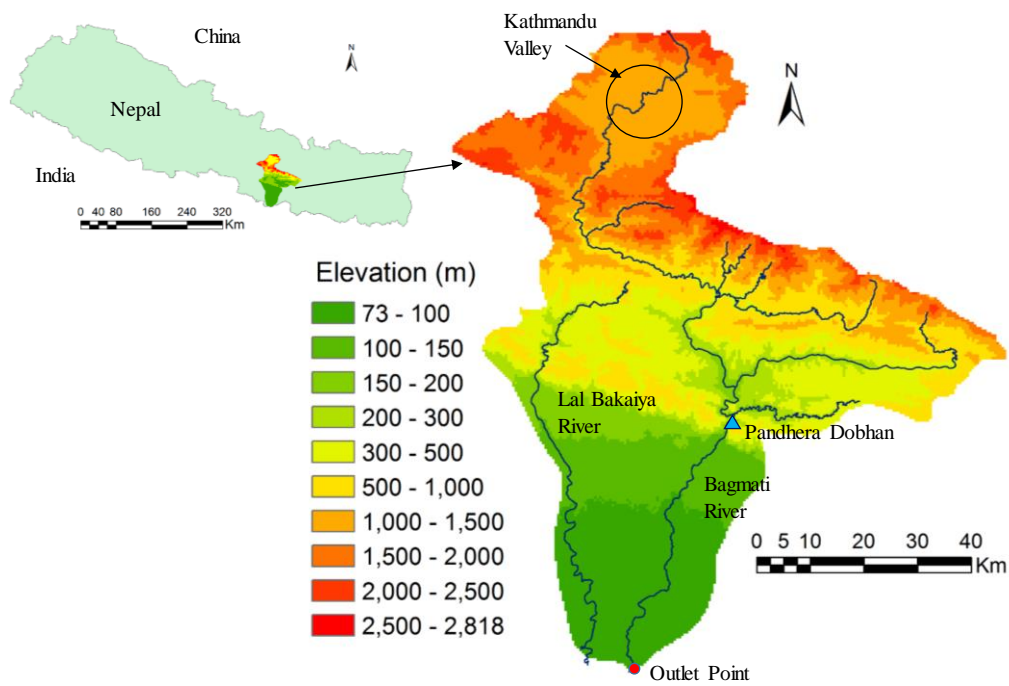 China
N
Nepal
India
0 40 80 160 240 320
Km
Kathmandu
Valley
N
Elevation (m)
73 - 100
100 - 150
150 - 200
200 - 300
300 - 500
500 - 1,000
1,000 - 1,500
1,500 - 2,000
2,000 - 2,500
2,500 - 2,818
Lal Bakaiya
River
Pandhera Dobhan
Bagmati
River
0 5 10 20 30 40
Km
Outlet Point